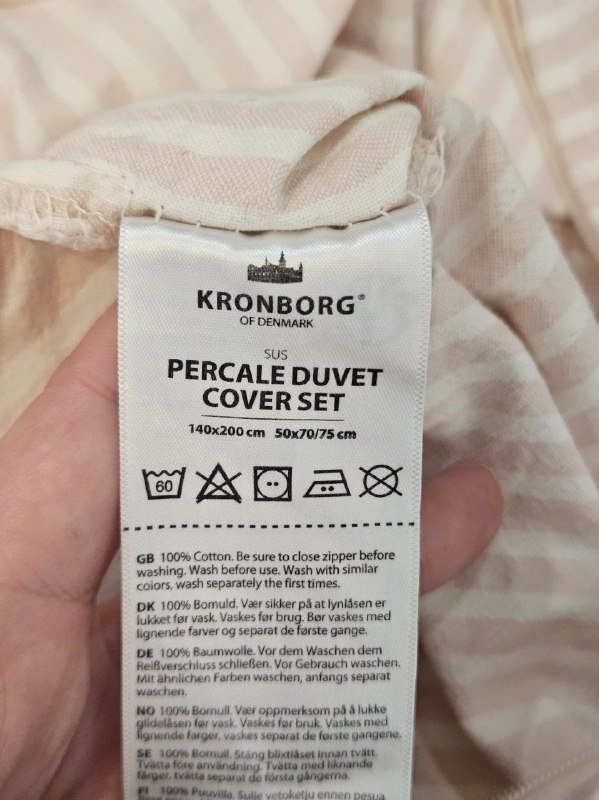 KRONBORG®
OF DENMARK
SUS
PERCALE DUVET
COVER SET
140x200 cm 50x70/75 cm
60
GB 100% Cotton. Be sure to close zipper before
washing. Wash before use. Wash with similar
colors, wash separately the first times.
DK 100% Bomuld. Vær sikker på at lynlåsen er
lukket før vask. Vaskes før brug. Bør vaskes med
lignende farver og separat de første gange.
DE 100% Baumwolle. Vor dem Waschen dem
Reißverschluss schließen. Vor Gebrauch waschen.
Mit ähnlichen Farben waschen, anfangs separat
waschen.
NO 100% Bomull. Vær oppmerksom på å lukke
glidelåsen før vask. Vaskes før bruk. Vaskes med
lignende farger, vaskes separat de første gangene.
SE 100% Bomull. Stäng blixtlåset innan tvätt.
Tvätta före användning. Tvätta med liknande
färger, tvätta separat de första gångerna.
FI 100% Puuvilla. Sulje vetoketju ennen pesua.